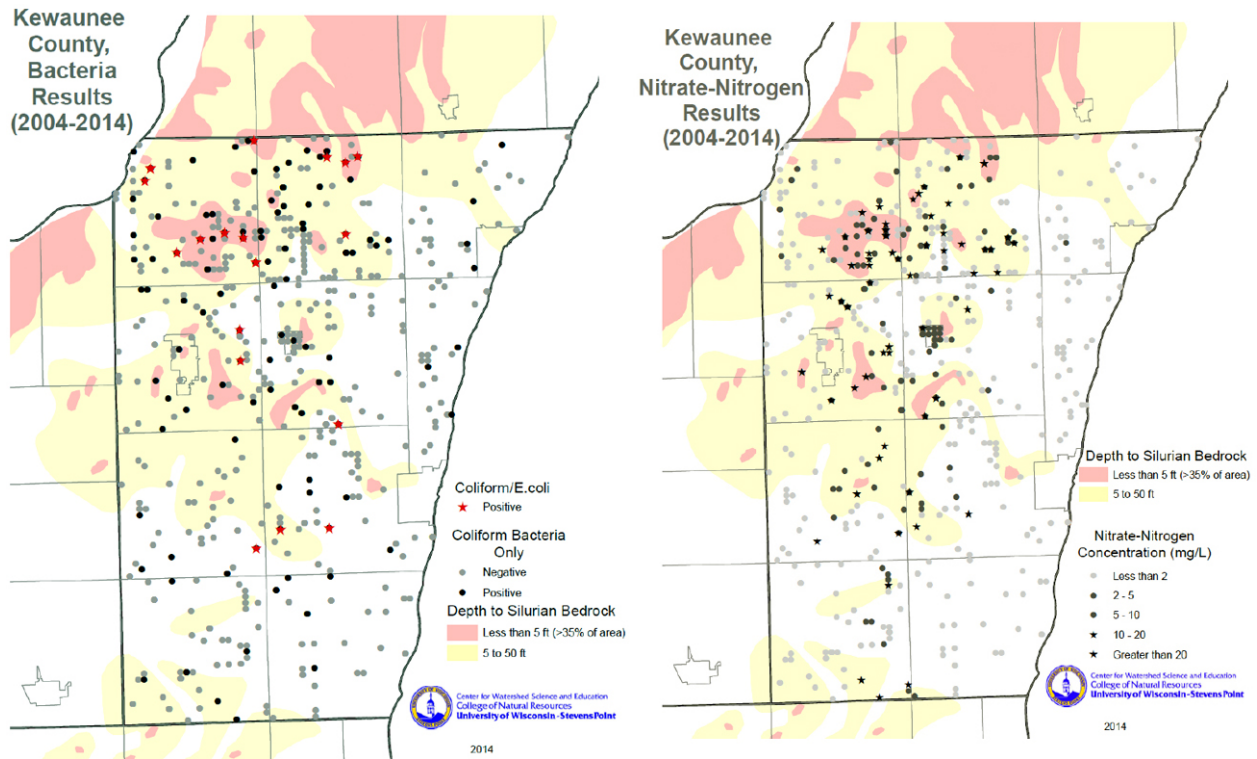 Kewaunee
County,
Bacteria
Results
(2004-2014)
Coliform/E.coli
Positive
Coliform Bacteria
Only
Negative
Positive
Depth to Silurian Bedrock
Less than 5 ft (>35% of area)
5 to 50 ft
Center for Watershed Science and Education
College of Natural Resources
University of Wisconsin - Stevens Point
2014
Kewaunee
County,
Nitrate-Nitrogen
Results
(2004-2014)
Depth to Silurian Bedrock
Less than 5 ft (>35% of area)
5 to 50 ft
Nitrate-Nitrogen
Concentration (mg/L)
Less than 2
2 - 5
5 - 10
10 - 20
Greater than 20
Center for Watershed Science and Education
College of Natural Resources
University of Wisconsin - Stevens Point
2014